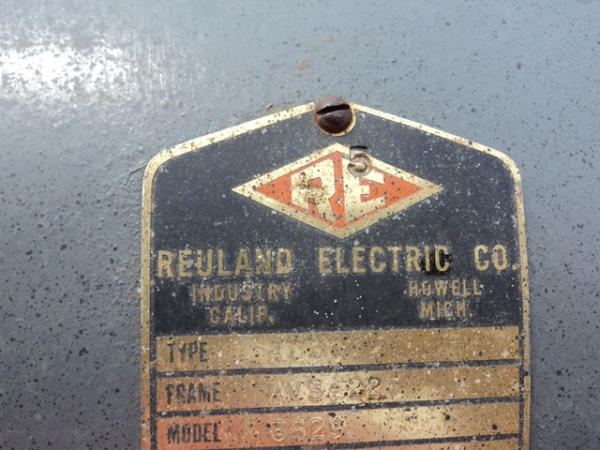 5
RE
REULAND ELECTRIC CO.
INDUSTRY CALIF. HOWELL MICH.
TYPE
FRAME
MODEL